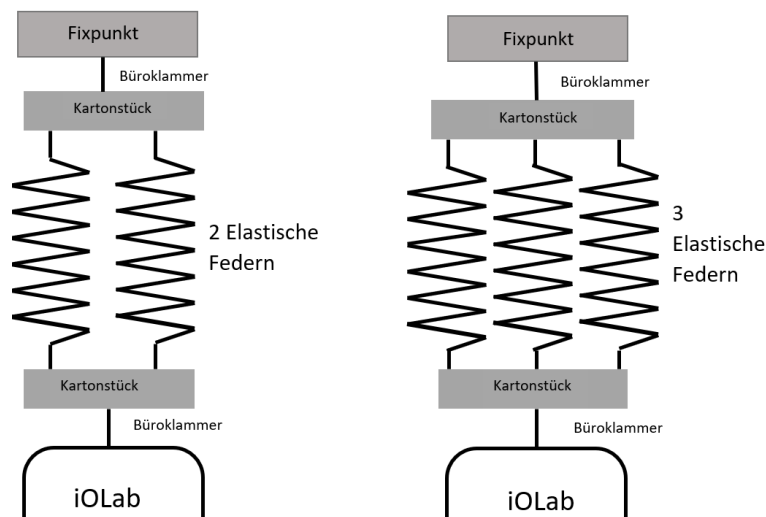 Fixpunkt
Büroklammer
Kartonstück
2 Elastische
Federn
Kartonstück
Büroklammer
iOLab
Fixpunkt
Büroklammer
Kartonstück
3
Elastische
Federn
Kartonstück
Büroklammer
iOLab